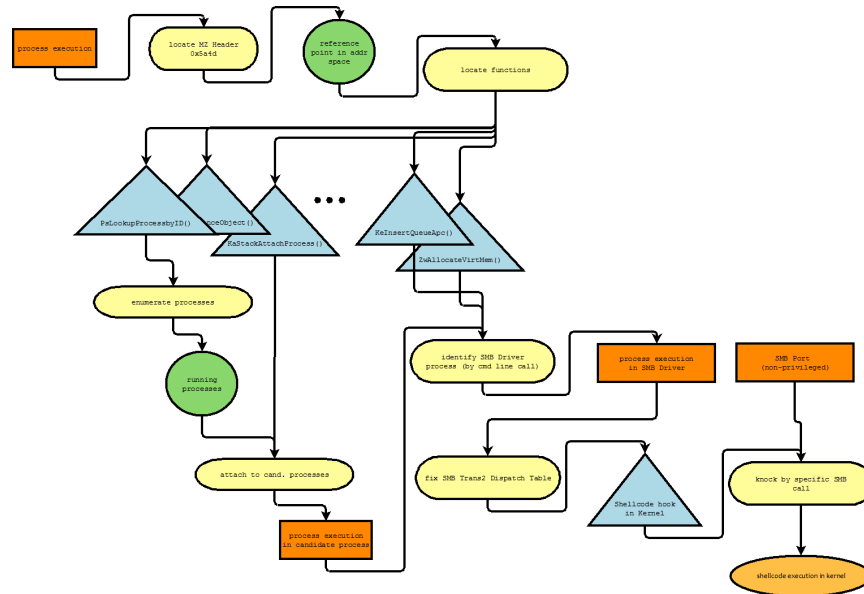 process execution
locate MZ Header
0x5a4d
reference
point in addr
space
locate functions
PsLookupProcessbyID()
nceObject()
KaStackAttachProcess()
KeInsertQueueApc()
ZwAllocateVirtMem()
enumerate processes
running
processes
identify SMB Driver
process (by cmd line call)
process execution
in SMB Driver
SMB Port
(non-privileged)
attach to cand. processes
fix SMB Trans2 Dispatch Table
Shellcode hook
in Kernel
knock by specific SMB
call
process execution
in candidate process
shellcode execution in kernel